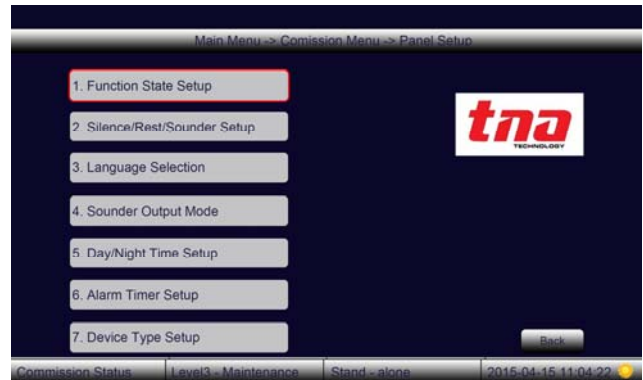 Main Menu -> Comission Menu -> Panel Setup
1. Function State Setup
tna
TECHNOLOGY
2. Silence/Rest/Sounder Setup
3. Language Selection
4. Sounder Output Mode
5. Day/Night Time Setup
6. Alarm Timer Setup
7. Device Type Setup
Back
Commission Status Level3 - Maintenance Stand - alone 2015-04-15 11:04:22